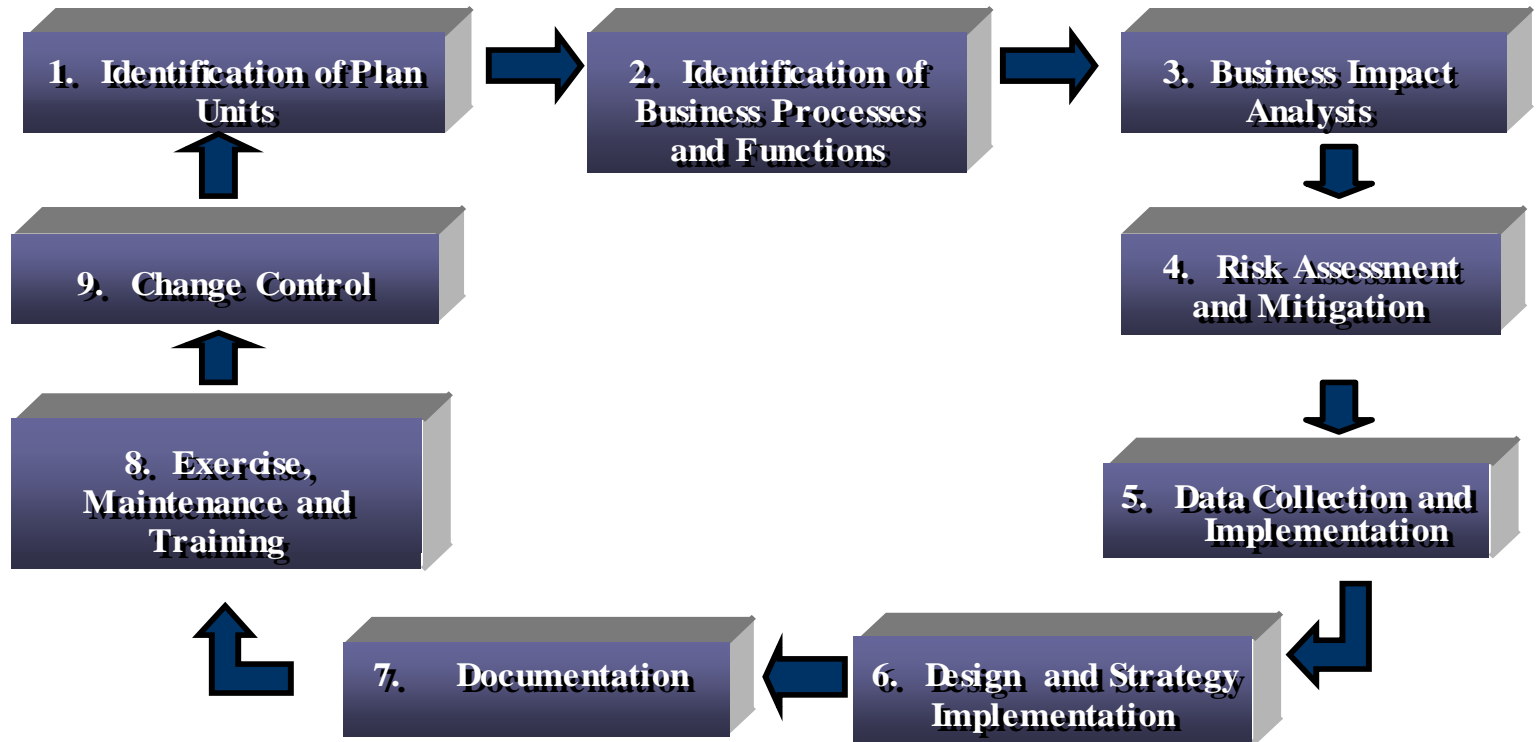 1. Identification of Plan
Units
2. Identification of
Business Processes
and Functions
3. Business Impact
Analysis
4. Risk Assessment
and Mitigation
5. Data Collection and
Implementation
6. Design and Strategy
Implementation
7. Documentation
8. Exercise,
Maintenance and
Training
9. Change Control